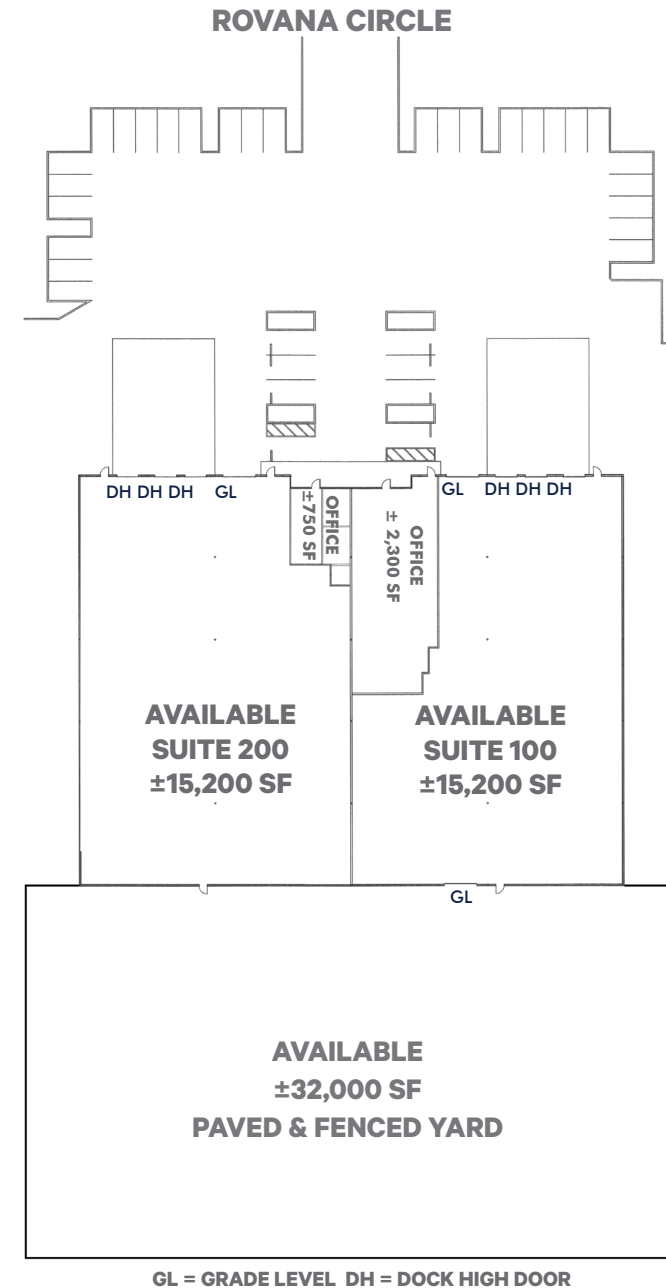 ROVANA CIRCLE
DH DH DH GL
GL DH DH DH
OFFICE
±750 SF
OFFICE
± 2,300 SF
AVAILABLE
SUITE 200
±15,200 SF
AVAILABLE
SUITE 100
±15,200 SF
GL
AVAILABLE
±32,000 SF
PAVED & FENCED YARD
GL = GRADE LEVEL DH = DOCK HIGH DOOR